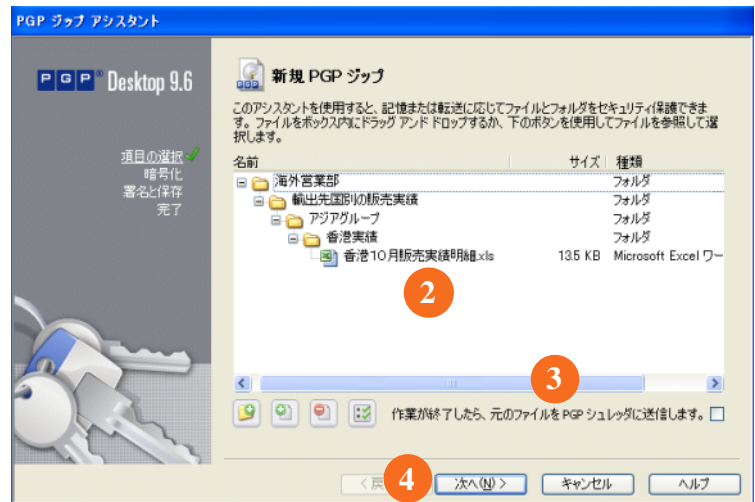 PGP ジップ アシスタント
PGP® Desktop 9.6
項目の選択
暗号化
署名と保存
完了
新規 PGP ジップ
このアシスタントを使用すると、記憶または転送に応じてファイルとフォルダをセキュリティ保護できま
す。ファイルをボックス内にドラッグ アンド ドロップするか、下のボタンを使用してファイルを参照して選
択します。
名前 サイズ 種類
海外営業部 フォルダ
輸出先国別の販売実績 フォルダ
アジアグループ フォルダ
香港実績 フォルダ
香港10月販売実績明細.xls 13.5 KB Microsoft Excel ワー
2
3
作業が終了したら、元のファイルを PGP シュレッダに送信します。
4
< 戻 次へ(N) > キャンセル ヘルプ